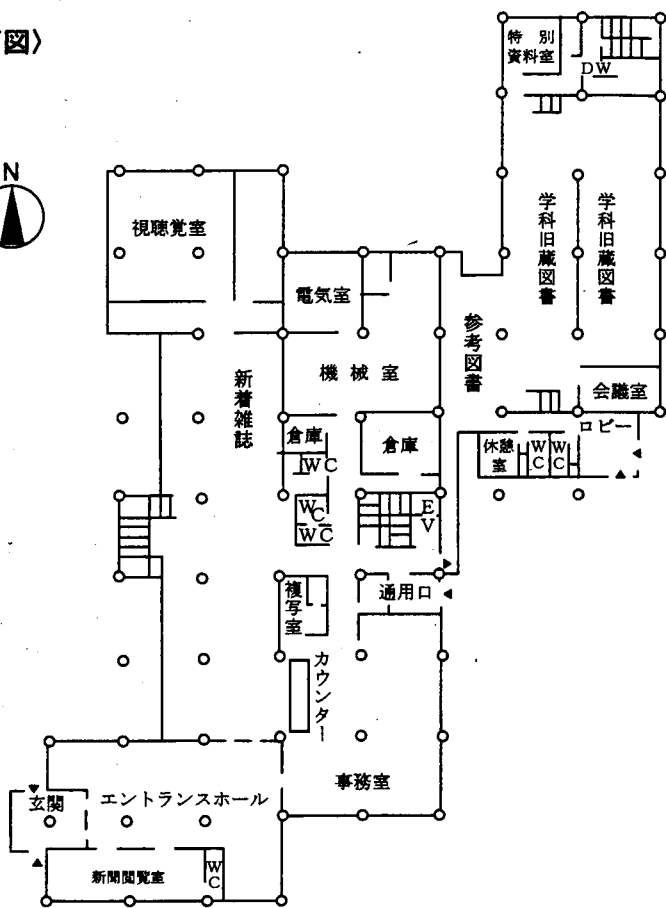 図〉
N
特別
資料室
DW
視聴覚室
学科旧蔵図書
学科旧蔵図書
電気室
参考図書
機械室
新着雑誌
会議室
倉庫
倉庫
ロビー
休憩
室
WC
WC
WC
WC
WC
EV
複写室
通用口
カウンター
事務室
玄関
エントランスホール
新聞閲覧室
WC